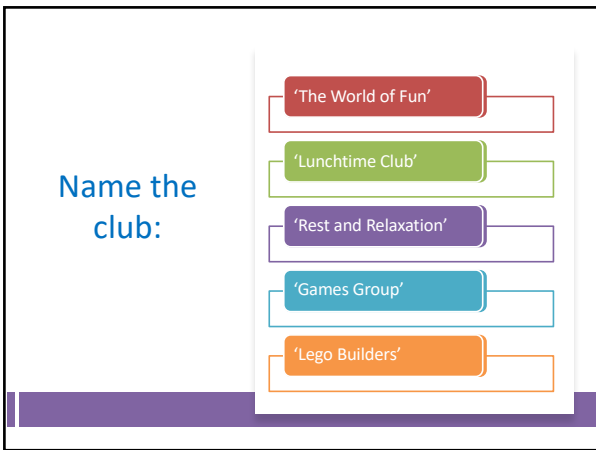 Name the
club:
‘The World of Fun’
‘Lunchtime Club’
‘Rest and Relaxation’
‘Games Group’
‘Lego Builders’